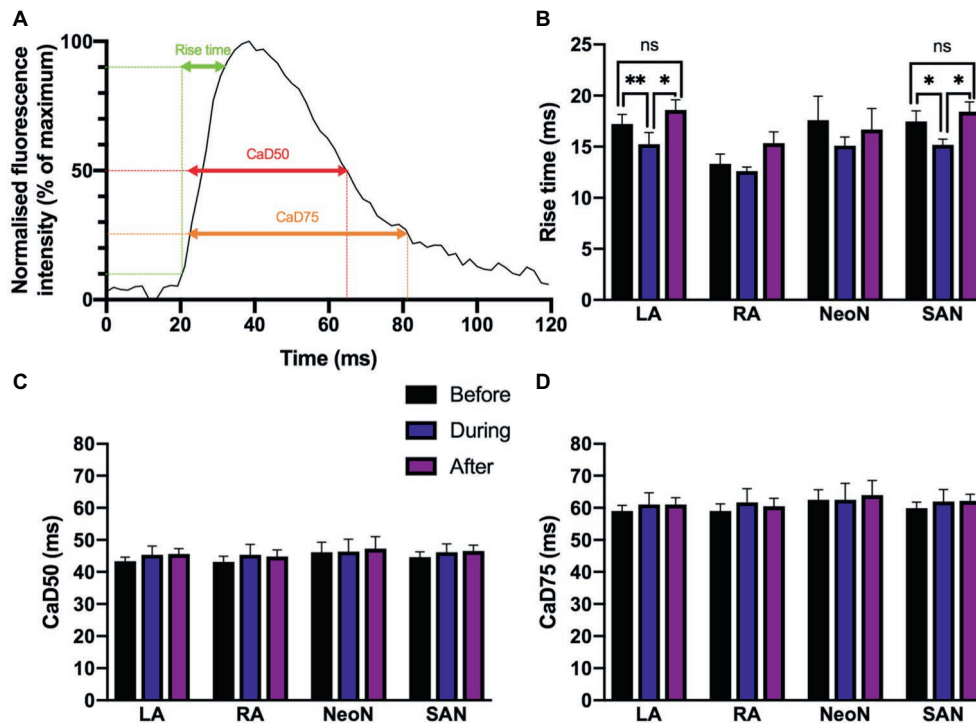 A
Normalised fluorescence
intensity (% of maximum)
100
50
0
Rise time
CaD50
CaD75
0 20 40 60 80 100 120
Time (ms)
B
Rise time (ms)
25
20
15
10
5
0
ns
** *
ns
* *
LA RA NeoN SAN
C
CaD50 (ms)
80
70
60
50
40
30
20
10
0
LA RA NeoN SAN
Before
During
After
D
CaD75 (ms)
80
70
60
50
40
30
20
10
0
LA RA NeoN SAN